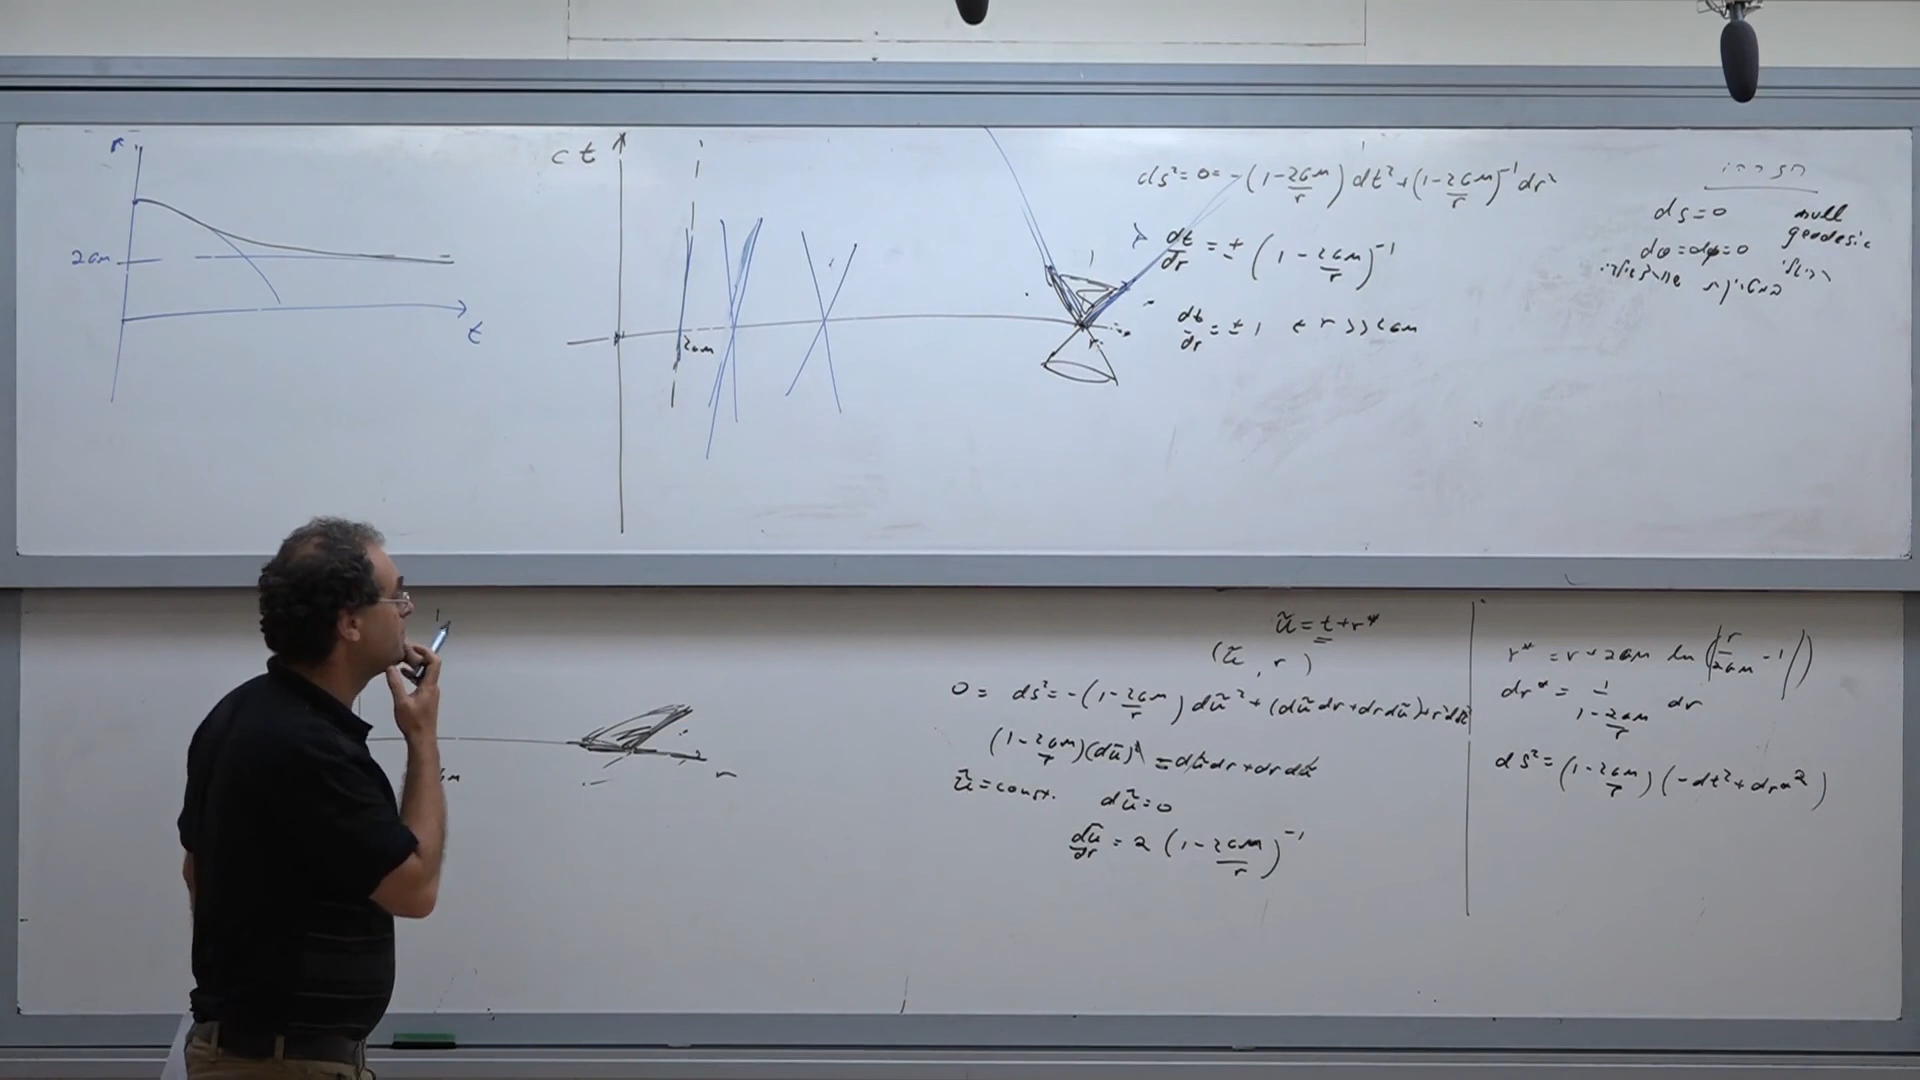 r
2GM
t
ct
2GM
r
ds²=0=-(1-2GM/r)dt²+(1-2GM/r)⁻¹dr²
dt/dr = ± (1-2GM/r)⁻¹
dt/dr = ± 1 ← r >> 2GM
ds=0 null geodesic
dθ=dφ=0
ũ = t+r*
(ũ, r)
0 = ds²=-(1-2GM/r)dũ²+(dũdr+drdũ)+r²dΩ²
(1-2GM/r)(dũ)² = dũdr+drdũ
ũ=const. dũ=0
dũ/dr = 2 (1-2GM/r)⁻¹
r* = r+2GM ln(|r/2GM -1|)
dr* = 1/(1-2GM/r) dr
ds²=(1-2GM/r)(-dt²+dr*²)
r